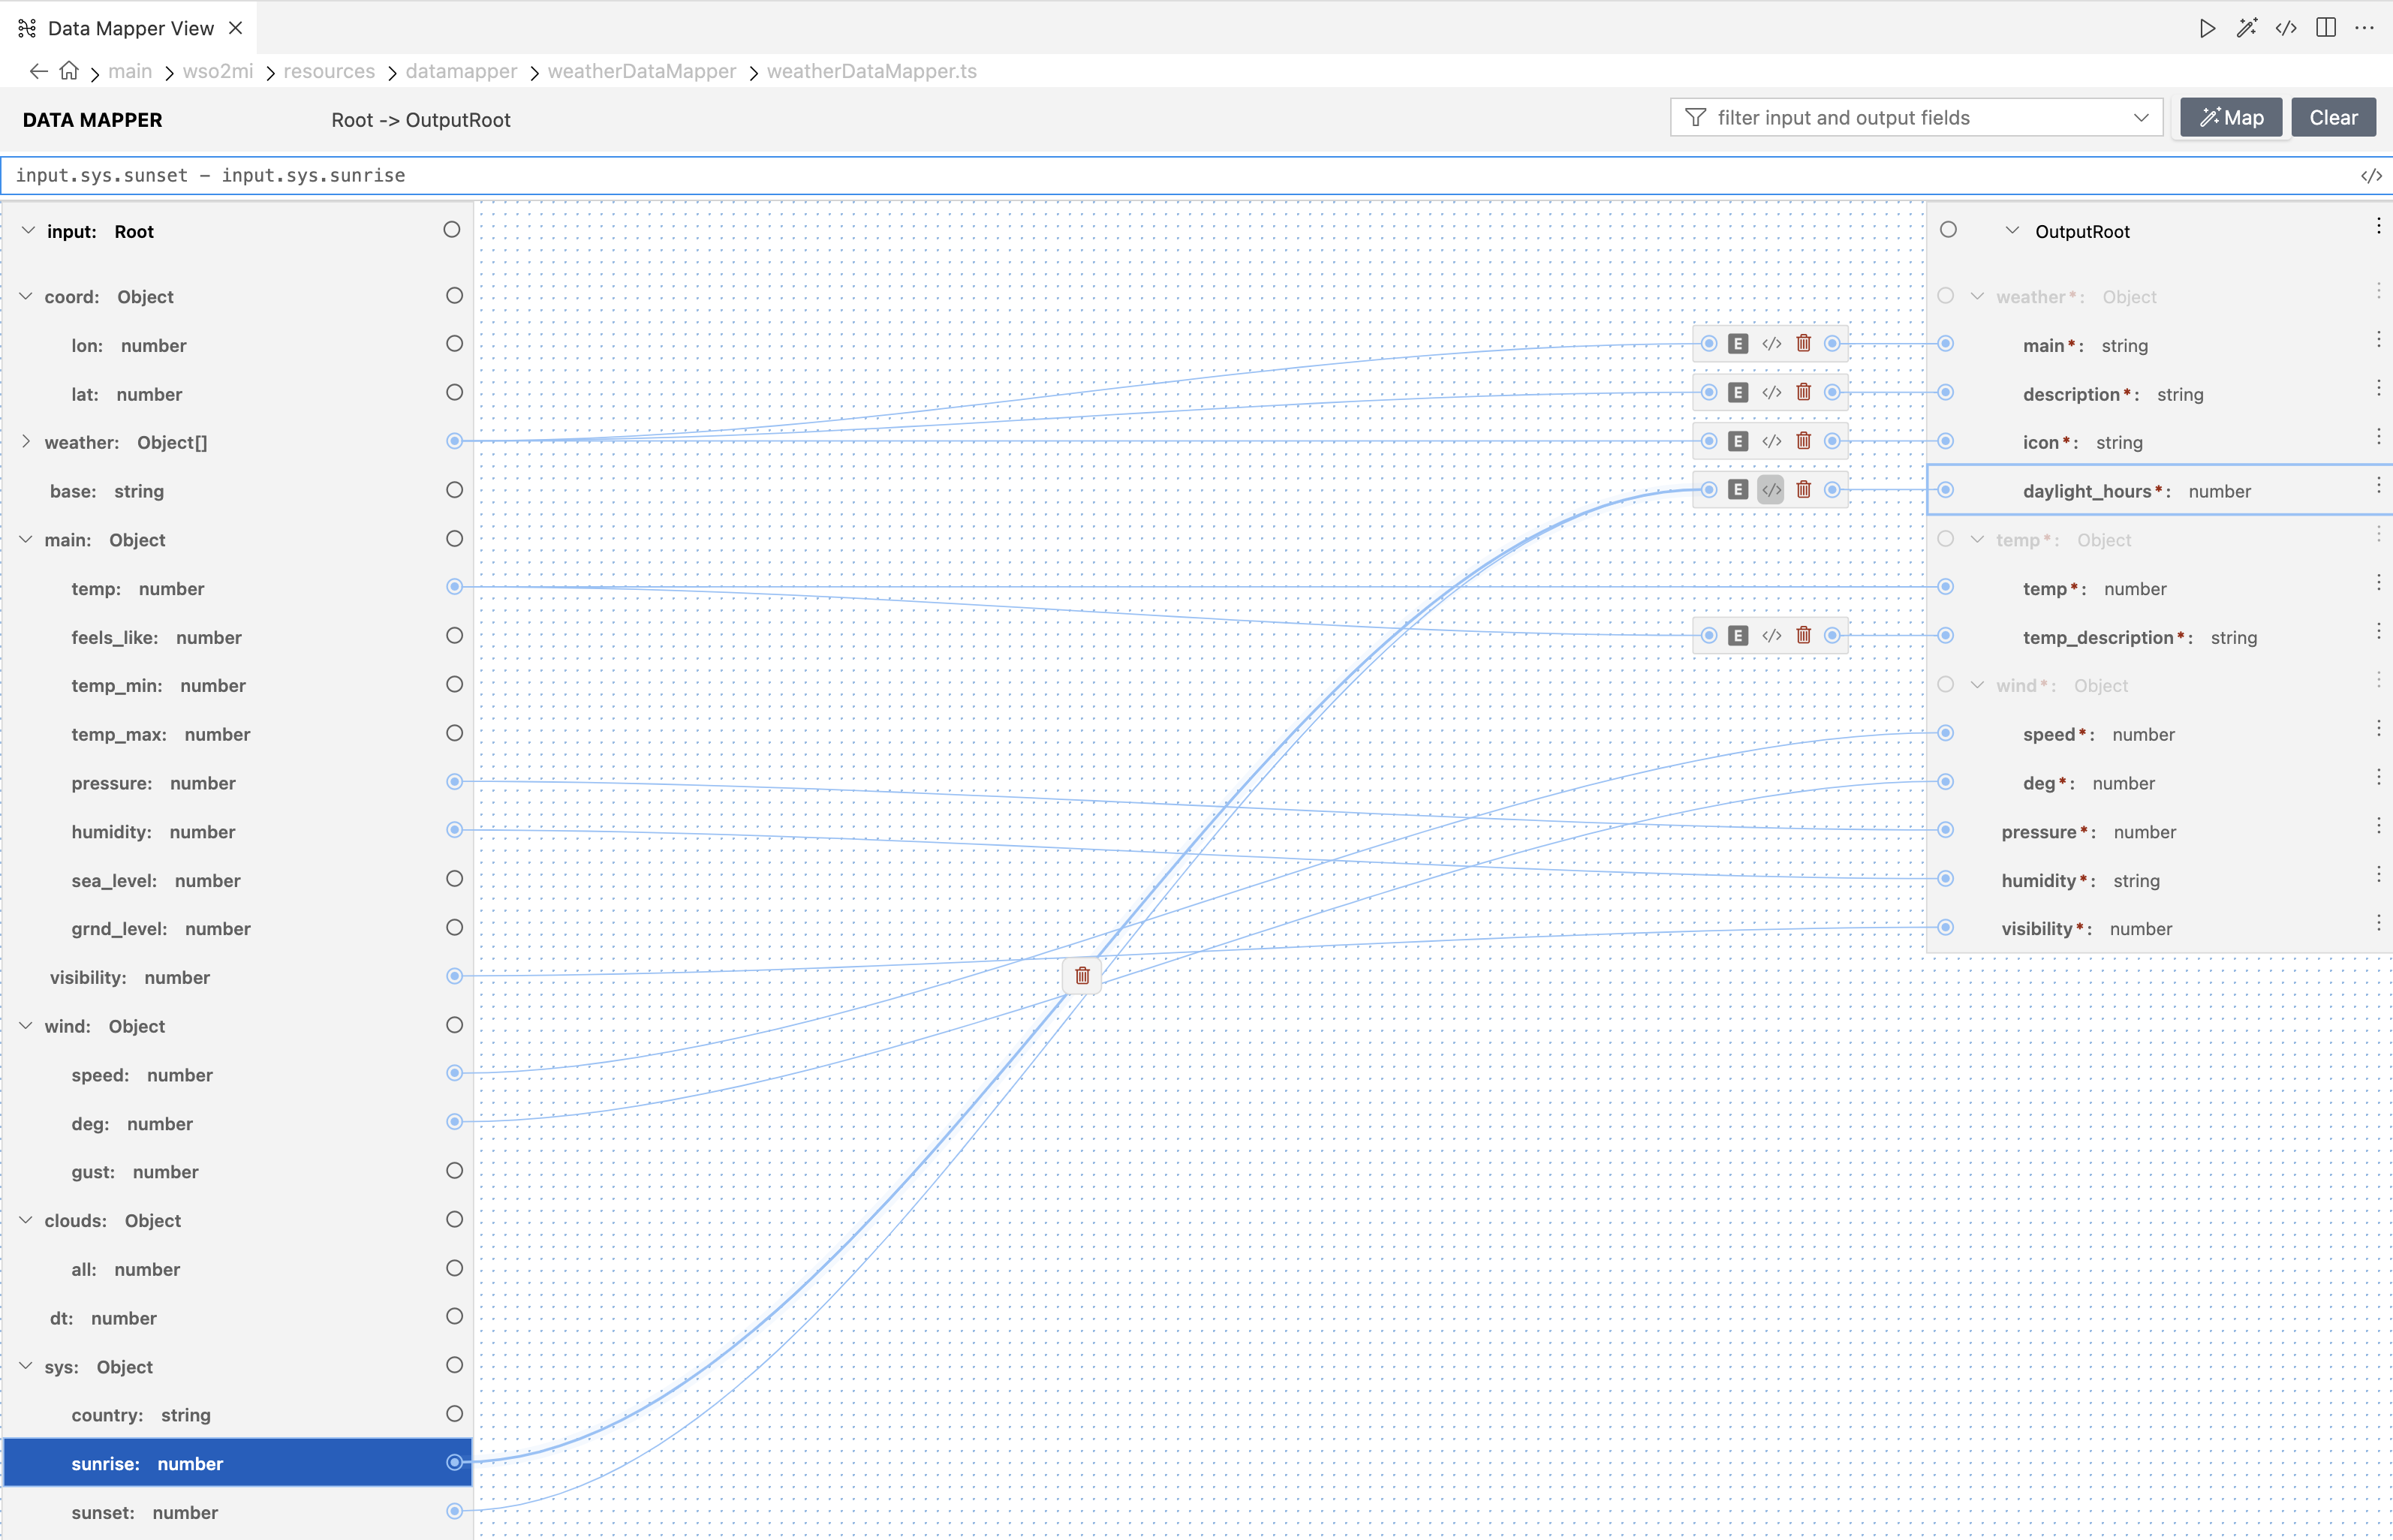 Data Mapper View
main > wso2mi > resources > datamapper > weatherDataMapper > weatherDataMapper.ts
DATA MAPPER
Root -> OutputRoot
filter input and output fields
Map
Clear
input.sys.sunset - input.sys.sunrise
</>
input: Root
coord: Object
lon: number
lat: number
weather: Object[]
base: string
main: Object
temp: number
feels_like: number
temp_min: number
temp_max: number
pressure: number
humidity: number
sea_level: number
grnd_level: number
visibility: number
wind: Object
speed: number
deg: number
gust: number
clouds: Object
all: number
dt: number
sys: Object
country: string
sunrise: number
sunset: number
E </>
E </>
E </>
E </>
E </>
OutputRoot
weather*: Object
main*: string
description*: string
icon*: string
daylight_hours*: number
temp*: Object
temp*: number
temp_description*: string
wind*: Object
speed*: number
deg*: number
pressure*: number
humidity*: string
visibility*: number